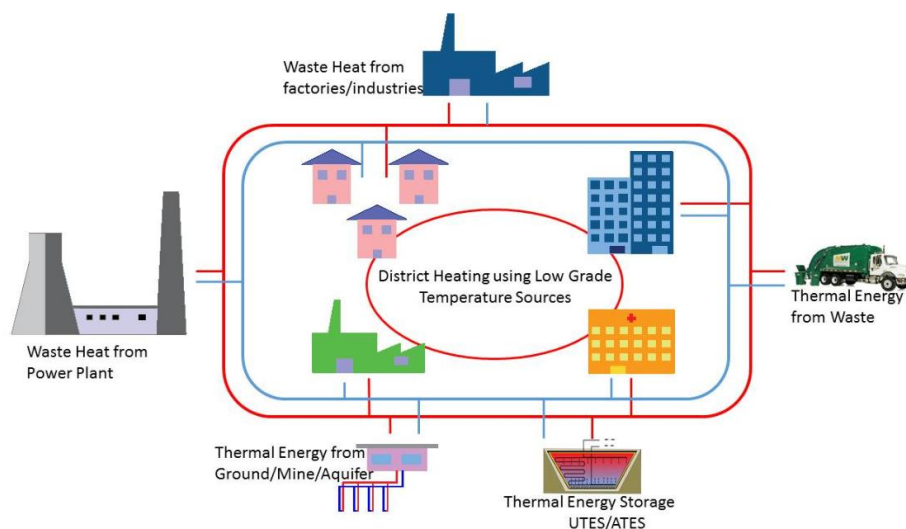 Waste Heat from
factories/industries
District Heating using Low Grade
Temperature Sources
Waste Heat from
Power Plant
Thermal Energy
from Waste
Thermal Energy from
Ground/Mine/Aquifer
Thermal Energy Storage
UTES/ATES